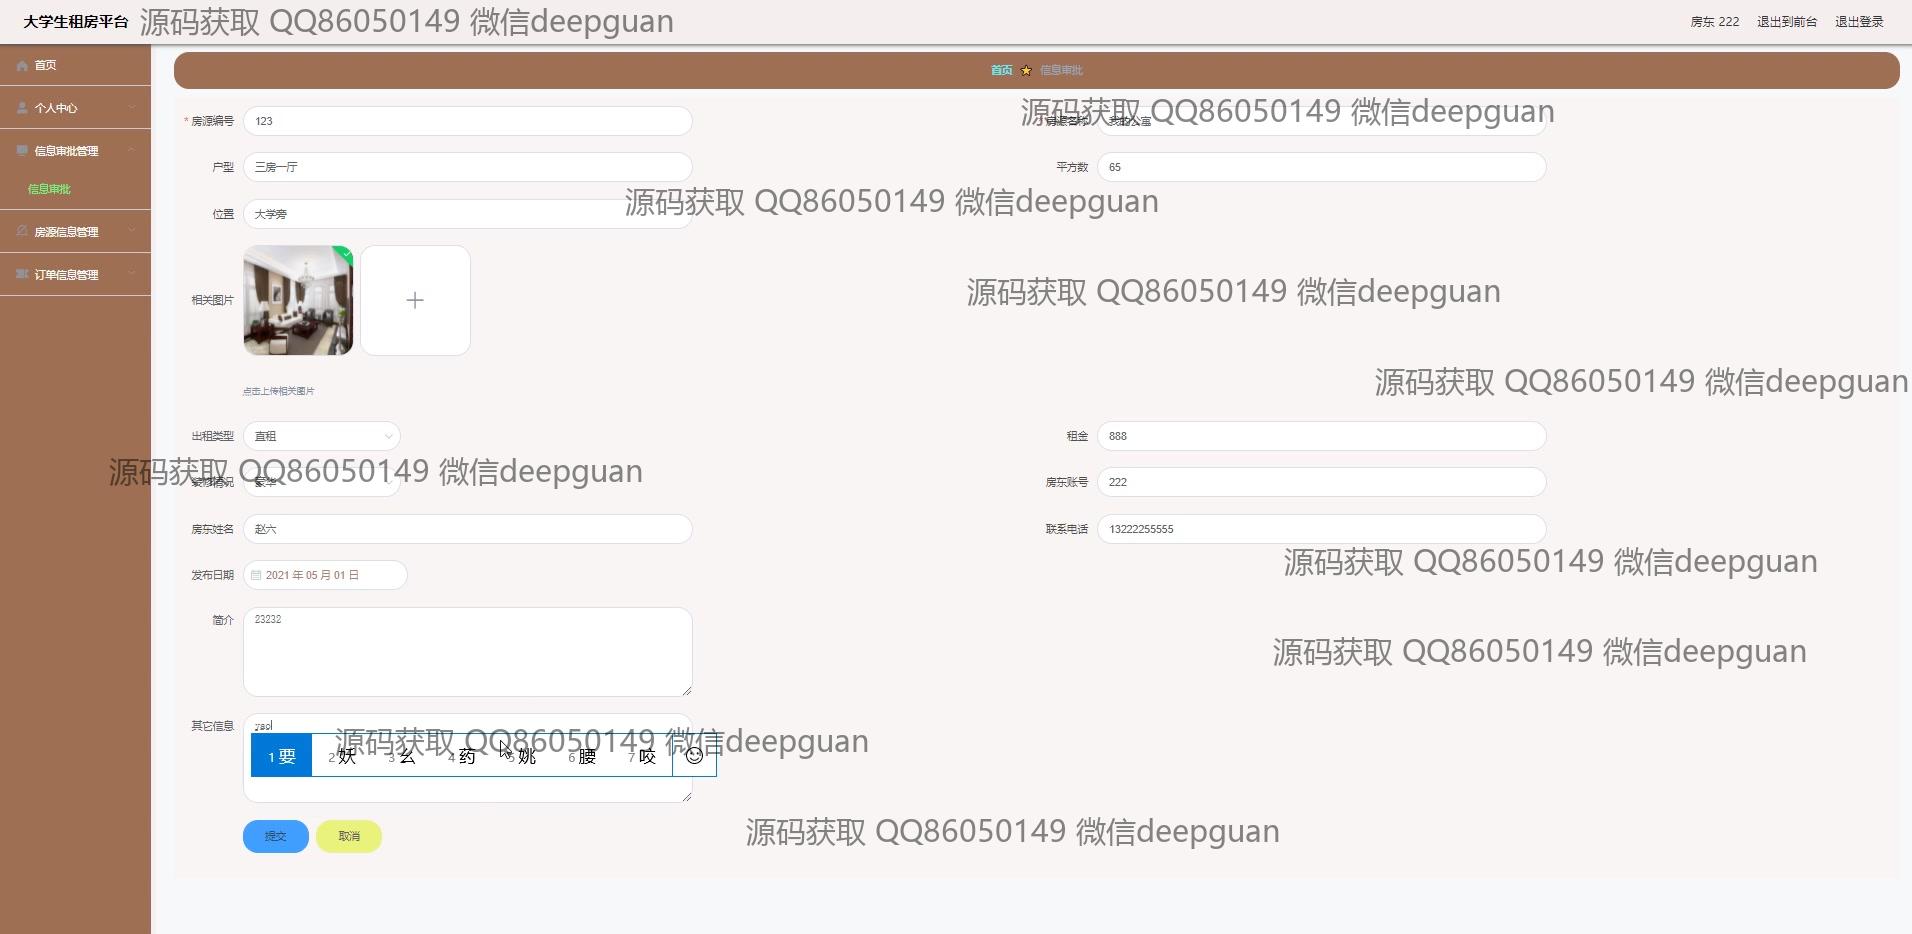 大学生租房平台
源码获取 QQ86050149 微信deepguan
房东 222 退出到前台 退出登录
首页
首页 信息审批
个人中心
源码获取 QQ86050149 微信deepguan
* 房源编号 123
* 房源名称 我的公寓
信息审批管理
户型 三房一厅
平方数 65
信息审批
源码获取 QQ86050149 微信deepguan
位置 大学旁
房源信息管理
订单信息管理
源码获取 QQ86050149 微信deepguan
相关图片
点击上传相关图片
源码获取 QQ86050149 微信deepguan
出租类型 直租
租金 888
源码获取 QQ86050149 微信deepguan
装修情况 豪华
房东账号 222
房东姓名 赵六
联系电话 13222255555
源码获取 QQ86050149 微信deepguan
发布日期 2021 年 05 月 01 日
简介 23232
源码获取 QQ86050149 微信deepguan
其它信息 yao
源码获取 QQ86050149 微信deepguan
1 要 2 妖 3 幺 4 药 5 姚 6 腰 7 咬
源码获取 QQ86050149 微信deepguan
提交 取消